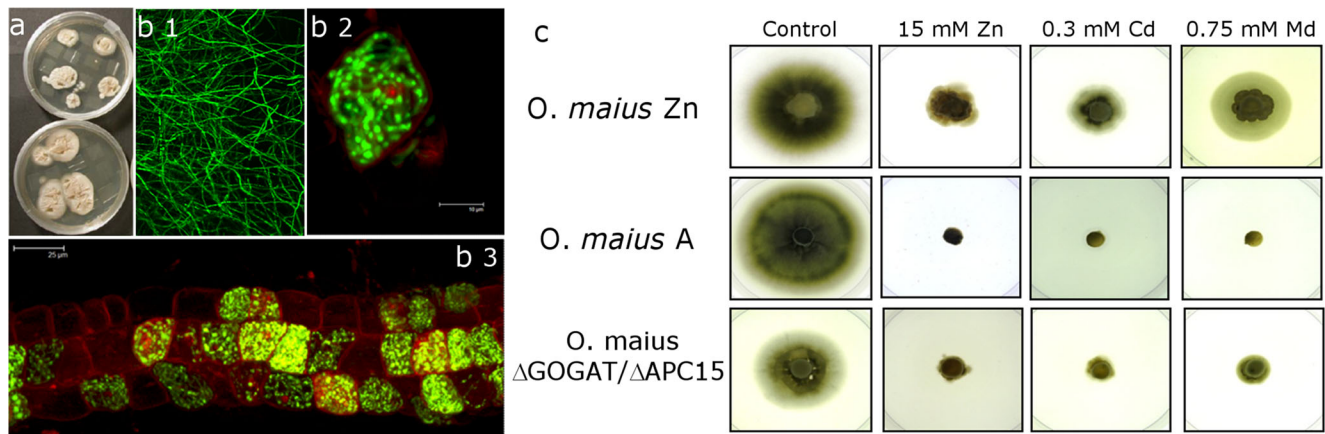 a
b 1
b 2
10 µm
25 µm
b 3
c
Control
15 mM Zn
0.3 mM Cd
0.75 mM Md
O. maius Zn
O. maius A
O. maius
ΔGOGAT/ΔAPC15